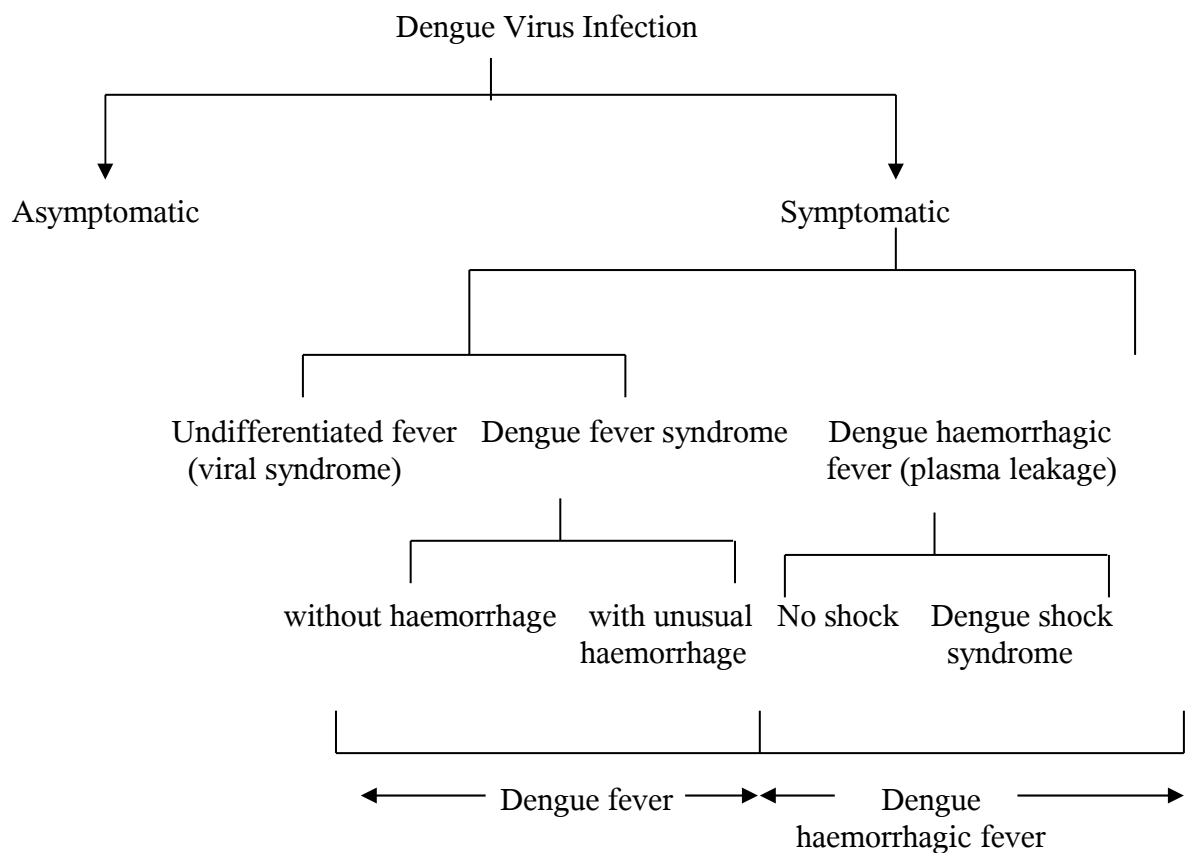 Dengue Virus Infection
Asymptomatic
Symptomatic
Undifferentiated fever
(viral syndrome)
Dengue fever syndrome
Dengue haemorrhagic
fever (plasma leakage)
without haemorrhage
with unusual
haemorrhage
No shock
Dengue shock
syndrome
Dengue fever
Dengue
haemorrhagic fever